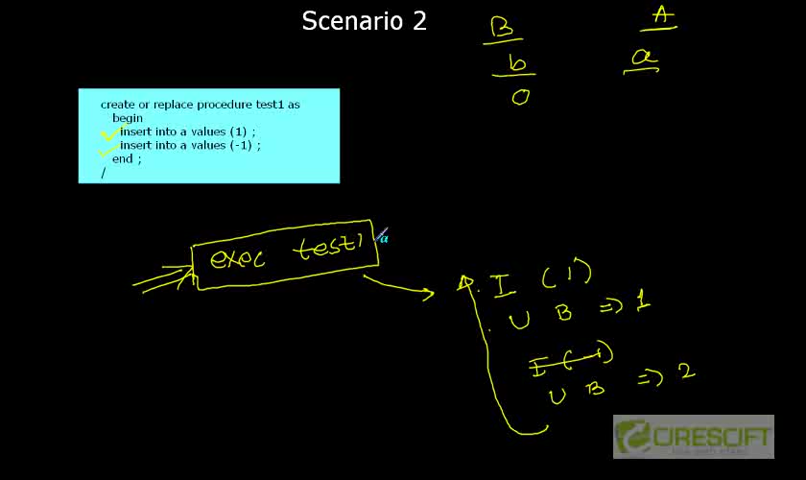 Scenario 2
B A
b a
0
create or replace procedure test1 as
begin
insert into a values (1) ;
insert into a values (-1) ;
end ;
/
exec test1
a
I (1)
U B => 1
I (-1)
U B => 2
CIRESCIFT